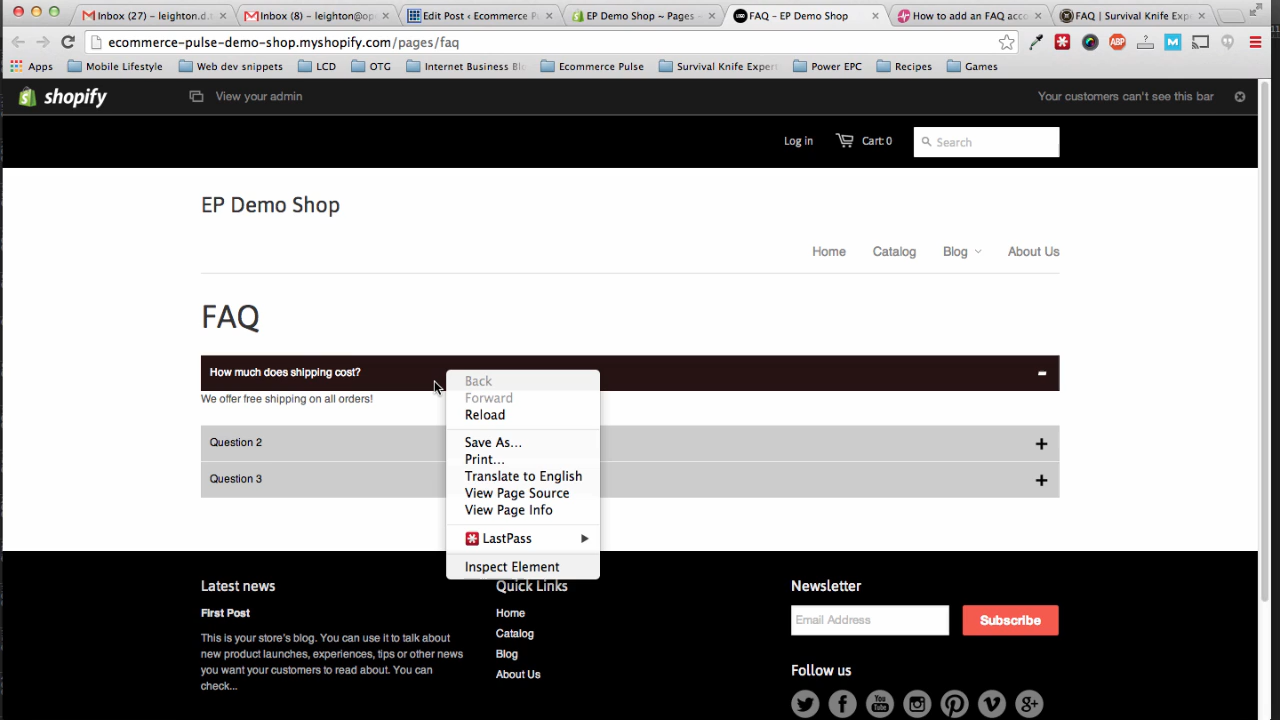 Inbox (27) – leighton.d.t
Inbox (8) – leighton@op
Edit Post ‹ Ecommerce P
EP Demo Shop ~ Pages ~
FAQ – EP Demo Shop
How to add an FAQ acco
FAQ | Survival Knife Expe
ecommerce-pulse-demo-shop.myshopify.com/pages/faq
Apps
Mobile Lifestyle
Web dev snippets
LCD
OTG
Internet Business Bl
Ecommerce Pulse
Survival Knife Expert
Power EPC
Recipes
Games
shopify
View your admin
Your customers can't see this bar
Log in
Cart: 0
Search
EP Demo Shop
Home
Catalog
Blog
About Us
FAQ
How much does shipping cost?
We offer free shipping on all orders!
Question 2
Question 3
Back
Forward
Reload
Save As...
Print...
Translate to English
View Page Source
View Page Info
LastPass
Inspect Element
Latest news
First Post
This is your store's blog. You can use it to talk about
new product launches, experiences, tips or other news
you want your customers to read about. You can
check...
Quick Links
Home
Catalog
Blog
About Us
Newsletter
Email Address
Subscribe
Follow us